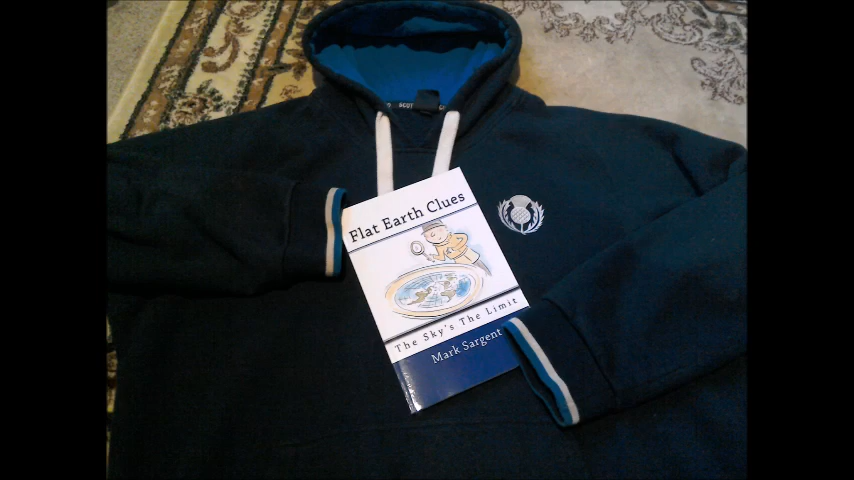 Flat Earth Clues
The Sky's The Limit
Mark Sargent